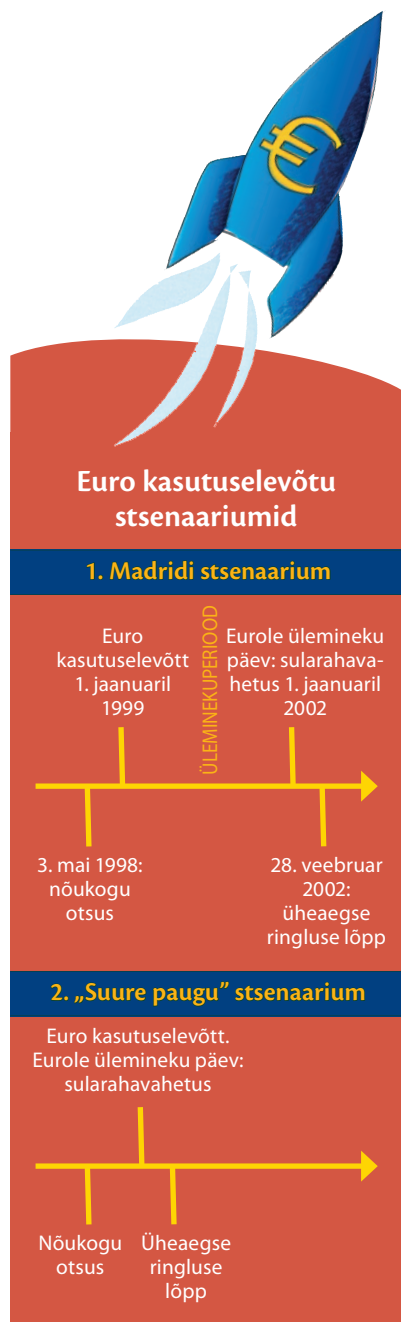 €
Euro kasutuselevõtu
stsenaariumid
1. Madridi stsenaarium
Euro
kasutuselevõtt
1. jaanuaril
1999
ÜLEMINEKUPERIOOD
Eurole ülemineku
päev: sularahava-
hetus 1. jaanuaril
2002
3. mai 1998:
nõukogu
otsus
28. veebruar
2002:
üheaegse
ringluse lõpp
2. „Suure paugu” stsenaarium
Euro kasutuselevõtt.
Eurole ülemineku päev:
sularahavahetus
Nõukogu
otsus
Üheaegse
ringluse
lõpp